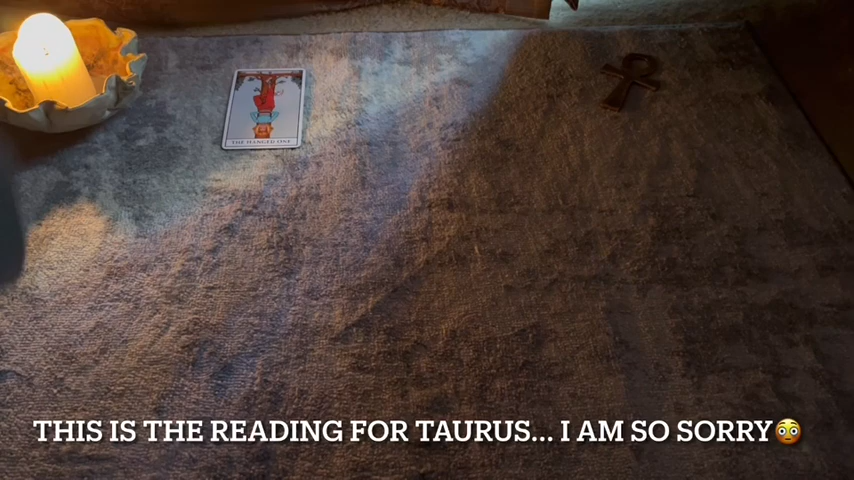 THE HANGED ONE
THIS IS THE READING FOR TAURUS... I AM SO SORRY😳